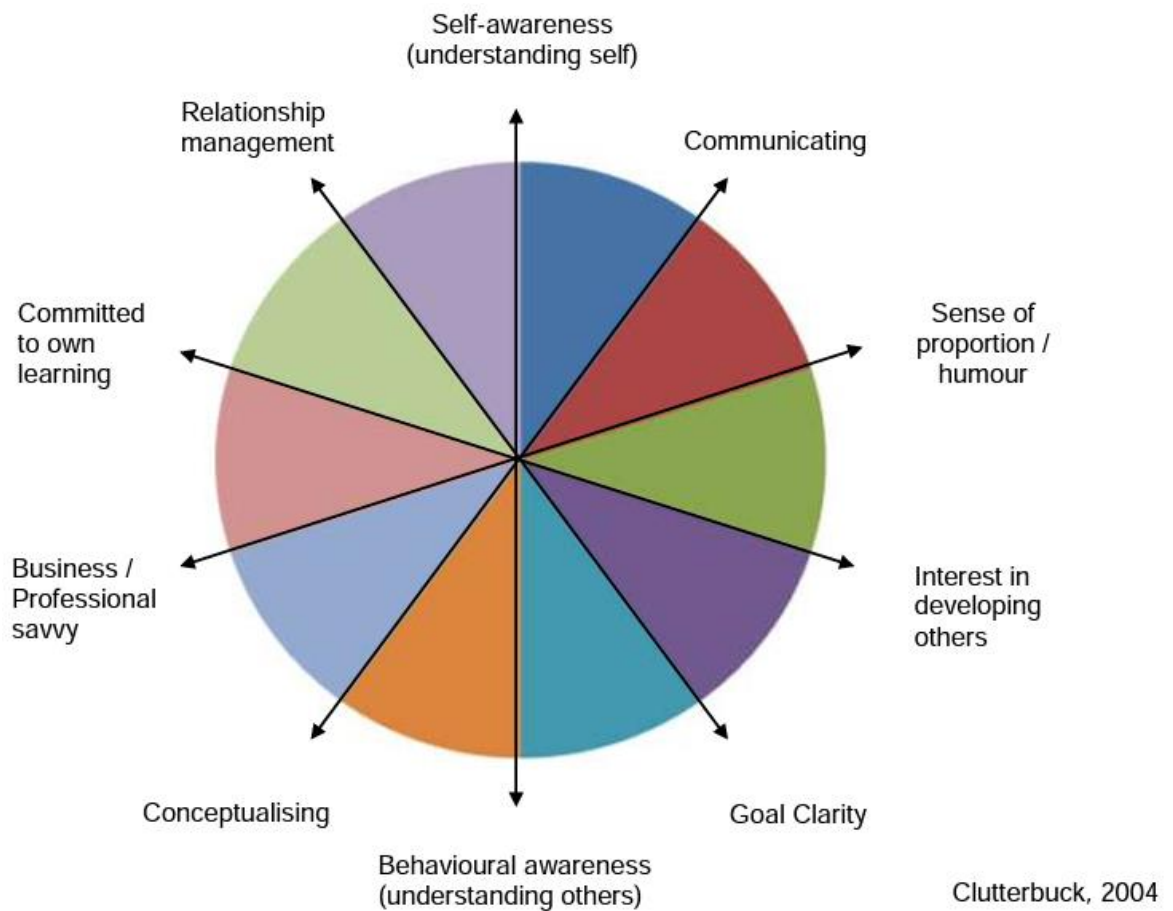 Self-awareness
(understanding self)
Relationship
management
Communicating
Committed
to own
learning
Sense of
proportion /
humour
Business /
Professional
savvy
Interest in
developing
others
Conceptualising
Goal Clarity
Behavioural awareness
(understanding others)
Clutterbuck, 2004